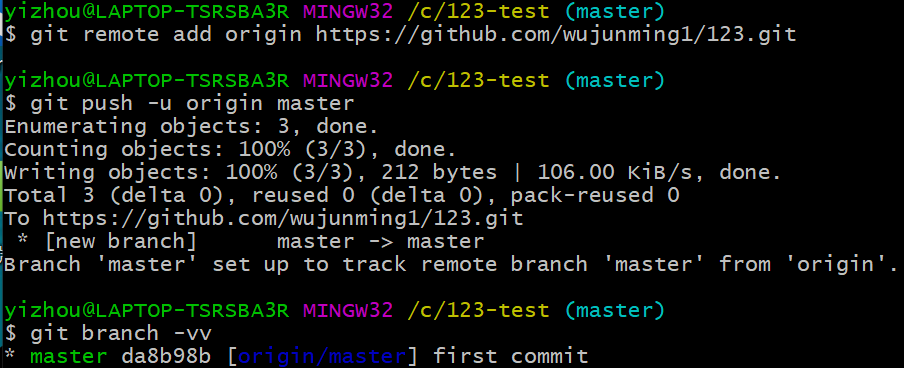 yizhou@LAPTOP-TSRSBA3R MINGW32 /c/123-test (master)
$ git remote add origin https://github.com/wujunming1/123.git
yizhou@LAPTOP-TSRSBA3R MINGW32 /c/123-test (master)
$ git push -u origin master
Enumerating objects: 3, done.
Counting objects: 100% (3/3), done.
Writing objects: 100% (3/3), 212 bytes | 106.00 KiB/s, done.
Total 3 (delta 0), reused 0 (delta 0), pack-reused 0
To https://github.com/wujunming1/123.git
 * [new branch]      master -> master
Branch 'master' set up to track remote branch 'master' from 'origin'.
yizhou@LAPTOP-TSRSBA3R MINGW32 /c/123-test (master)
$ git branch -vv
* master da8b98b [origin/master] first commit